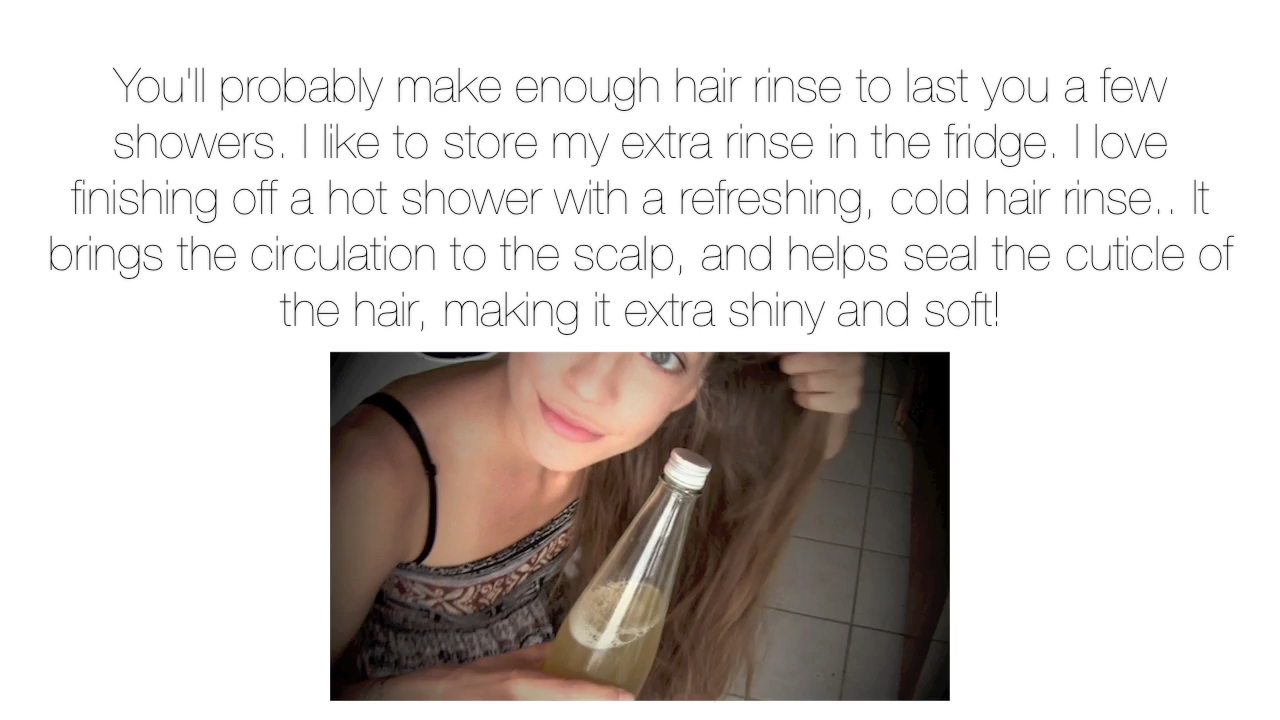 You'll probably make enough hair rinse to last you a few
showers. I like to store my extra rinse in the fridge. I love
finishing off a hot shower with a refreshing, cold hair rinse.. It
brings the circulation to the scalp, and helps seal the cuticle of
the hair, making it extra shiny and soft!